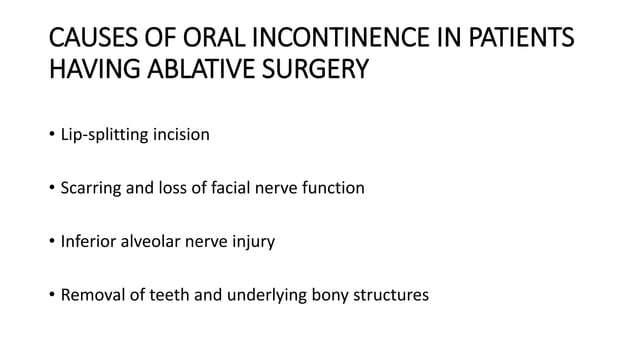 CAUSES OF ORAL INCONTINENCE IN PATIENTS
HAVING ABLATIVE SURGERY
• Lip-splitting incision
• Scarring and loss of facial nerve function
• Inferior alveolar nerve injury
• Removal of teeth and underlying bony structures